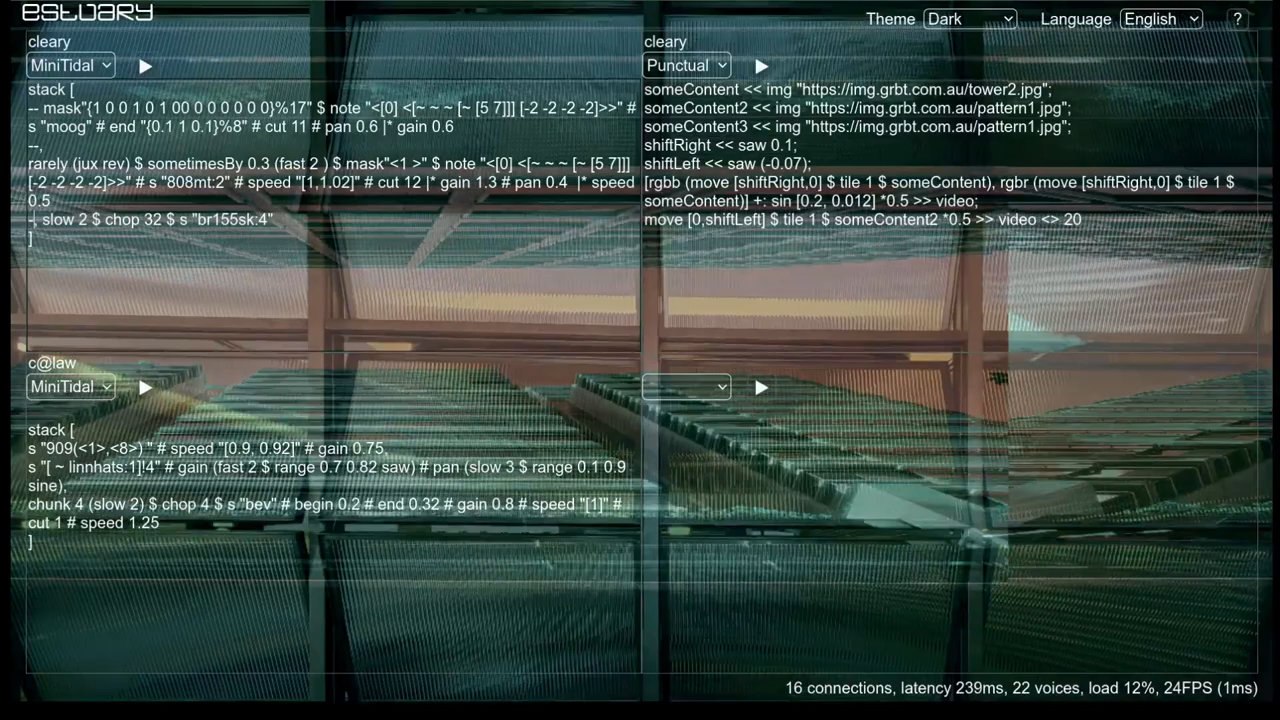 estuary
Theme Dark Language English ?
cleary
MiniTidal
stack [
-- mask"{1 0 0 1 0 1 00 0 0 0 0 0 0}%17" $ note "<[0] <[~ ~ ~ [~ [5 7]]] [-2 -2 -2 -2]>>" #
s "moog" # end "{0.1 1 0.1}%8" # cut 11 # pan 0.6 |* gain 0.6
--,
rarely (jux rev) $ sometimesBy 0.3 (fast 2 ) $ mask"<1 >" $ note "<[0] <[~ ~ ~ [~ [5 7]]]
[-2 -2 -2 -2]>>" # s "808mt:2" # speed "[1,1.02]" # cut 12 |* gain 1.3 # pan 0.4 |* speed
0.5
-, slow 2 $ chop 32 $ s "br155sk:4"
]
cleary
Punctual
someContent << img "https://img.grbt.com.au/tower2.jpg";
someContent2 << img "https://img.grbt.com.au/pattern1.jpg";
someContent3 << img "https://img.grbt.com.au/pattern1.jpg";
shiftRight << saw 0.1;
shiftLeft << saw (-0.07);
[rgbb (move [shiftRight,0] $ tile 1 $ someContent), rgbr (move [shiftRight,0] $ tile 1 $
someContent)] +: sin [0.2, 0.012] *0.5 >> video;
move [0,shiftLeft] $ tile 1 $ someContent2 *0.5 >> video <> 20
c@law
MiniTidal
stack [
s "909(<1>,<8>) " # speed "[0.9, 0.92]" # gain 0.75,
s "[ ~ linnhats:1]!4" # gain (fast 2 $ range 0.7 0.82 saw) # pan (slow 3 $ range 0.1 0.9
sine),
chunk 4 (slow 2) $ chop 4 $ s "bev" # begin 0.2 # end 0.32 # gain 0.8 # speed "[1]" #
cut 1 # speed 1.25
]
16 connections, latency 239ms, 22 voices, load 12%, 24FPS (1ms)